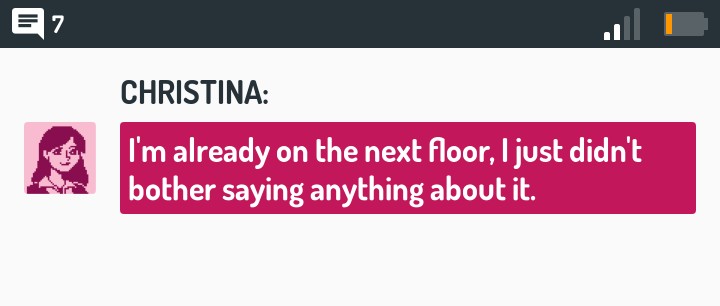 7
CHRISTINA:
I'm already on the next floor, I just didn't
bother saying anything about it.